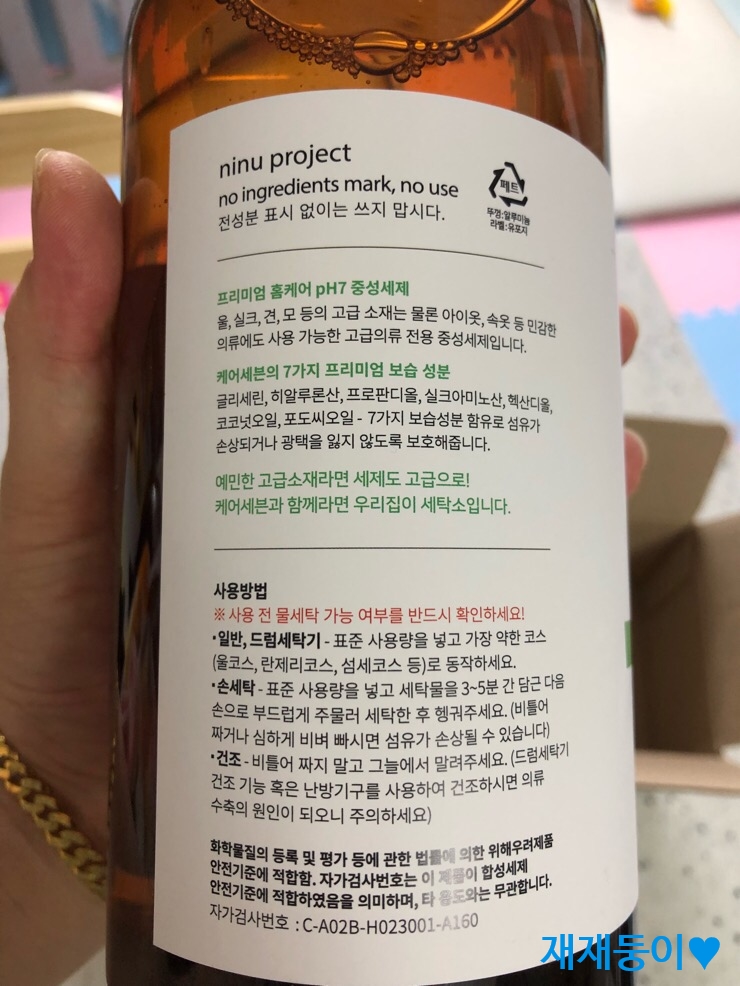 ninu project
no ingredients mark, no use
전성분 표시 없이는 쓰지 맙시다.
페트
뚜껑:알루미늄
라벨:유포지
프리미엄 홈케어 pH7 중성세제
울, 실크, 견, 모 등의 고급 소재는 물론 아이옷, 속옷 등 민감한
의류에도 사용 가능한 고급의류 전용 중성세제입니다.
케어세븐의 7가지 프리미엄 보습 성분
글리세린, 히알루론산, 프로판디올, 실크아미노산, 헥산디올,
코코넛오일, 포도씨오일 - 7가지 보습성분 함유로 섬유가
손상되거나 광택을 잃지 않도록 보호해줍니다.
예민한 고급소재라면 세제도 고급으로!
케어세븐과 함께라면 우리집이 세탁소입니다.
사용방법
※ 사용 전 물세탁 가능 여부를 반드시 확인하세요!
·일반, 드럼세탁기 - 표준 사용량을 넣고 가장 약한 코스
(울코스, 란제리코스, 섬세코스 등)로 동작하세요.
·손세탁 - 표준 사용량을 넣고 세탁물을 3~5분 간 담근 다음
손으로 부드럽게 주물러 세탁한 후 헹궈주세요. (비틀어
짜거나 심하게 비벼 빠시면 섬유가 손상될 수 있습니다)
·건조 - 비틀어 짜지 말고 그늘에서 말려주세요. (드럼세탁기
건조 기능 혹은 난방기구를 사용하여 건조하시면 의류
수축의 원인이 되오니 주의하세요)
화학물질의 등록 및 평가 등에 관한 법률에 의한 위해우려제품
안전기준에 적합함. 자가검사번호는 이 제품이 합성세제
안전기준에 적합하였음을 의미하며, 타 용도와는 무관합니다.
자가검사번호 : C-A02B-H023001-A160
재재둥이♥